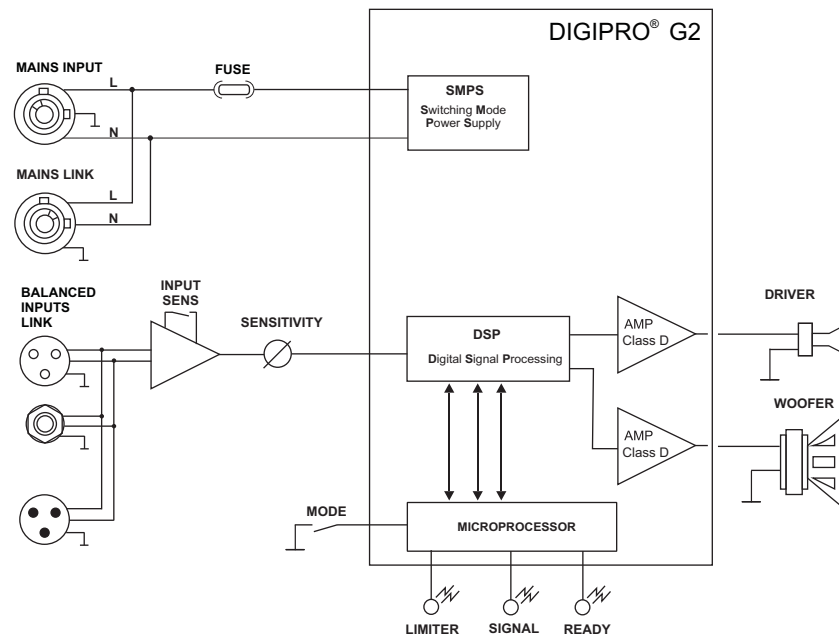 DIGIPRO® G2
MAINS INPUT
L
FUSE
N
SMPS
Switching Mode
Power Supply
MAINS LINK
L
N
BALANCED
INPUTS
LINK
INPUT
SENS
SENSITIVITY
DSP
Digital Signal Processing
AMP
Class D
DRIVER
AMP
Class D
WOOFER
MODE
MICROPROCESSOR
LIMITER
SIGNAL
READY